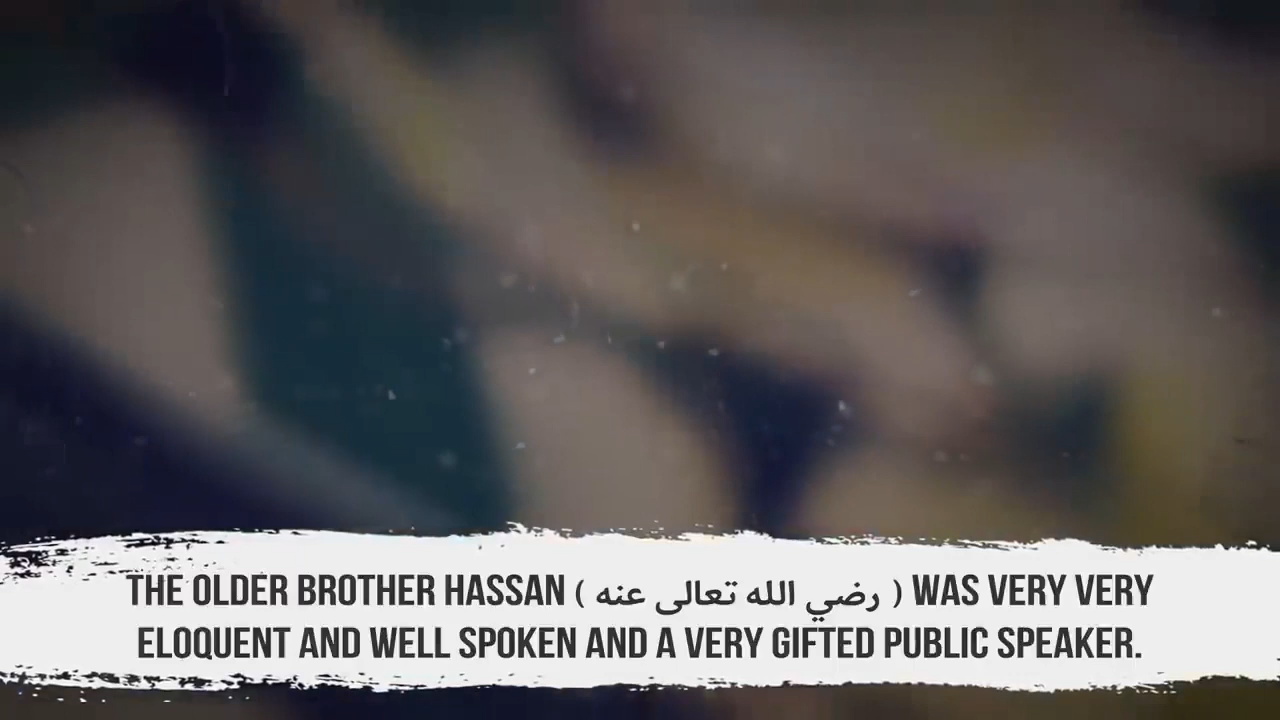 THE OLDER BROTHER HASSAN ( رضي الله تعالى عنه ) WAS VERY VERY
ELOQUENT AND WELL SPOKEN AND A VERY GIFTED PUBLIC SPEAKER.